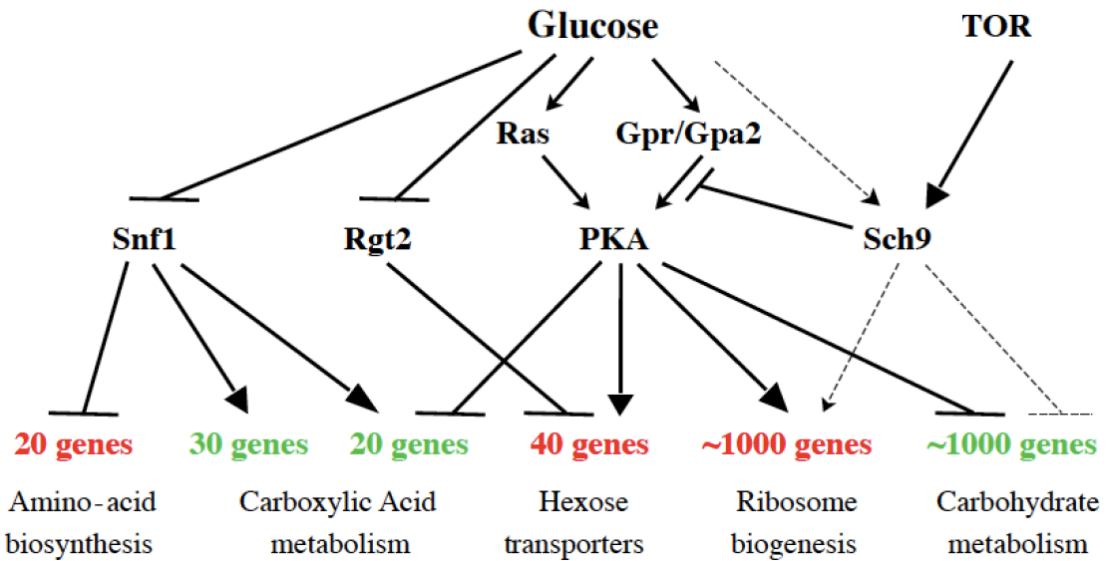 Glucose
TOR
Ras
Gpr/Gpa2
Snf1
Rgt2
PKA
Sch9
20 genes
30 genes
20 genes
40 genes
~1000 genes
~1000 genes
Amino-acid
biosynthesis
Carboxylic Acid
metabolism
Hexose
transporters
Ribosome
biogenesis
Carbohydrate
metabolism